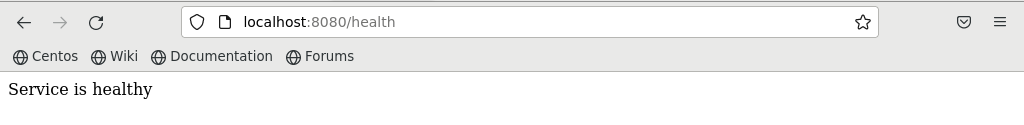 localhost:8080/health
Centos Wiki Documentation Forums
Service is healthy